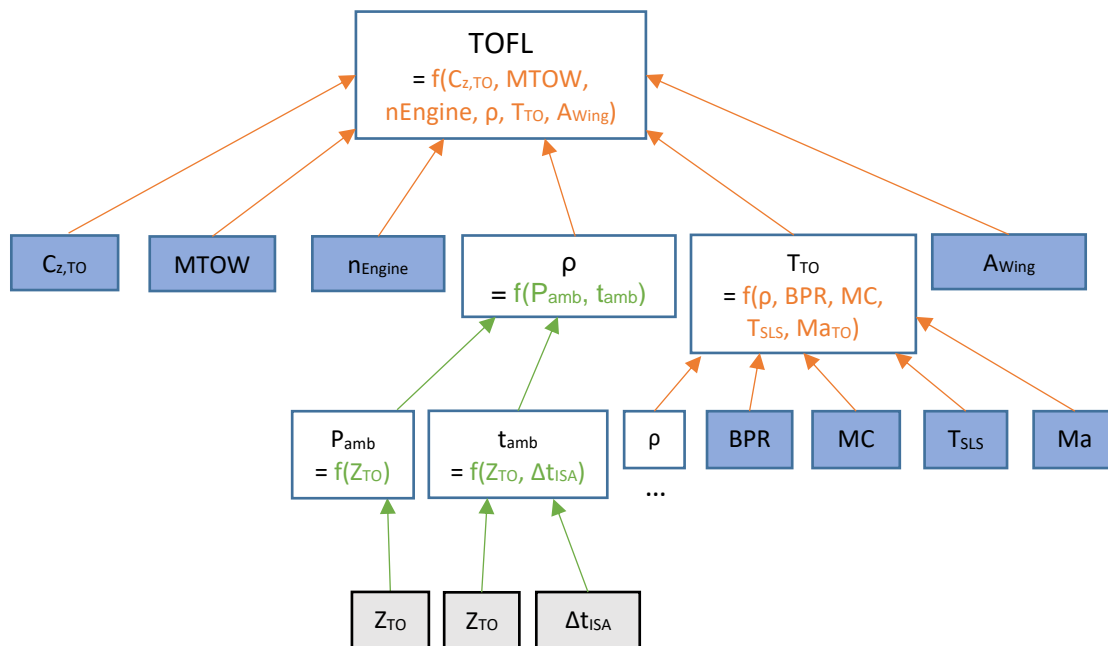 TOFL
= f(Cz,TO, MTOW,
nEngine, ρ, TTO, AWing)
Cz,TO
MTOW
nEngine
ρ
= f(Pamb, tamb)
TTO
= f(ρ, BPR, MC,
TSLS, MaTO)
AWing
Pamb
= f(ZTO)
tamb
= f(ZTO, ΔtISA)
ρ
...
BPR
MC
TSLS
Ma
ZTO
ZTO
ΔtISA